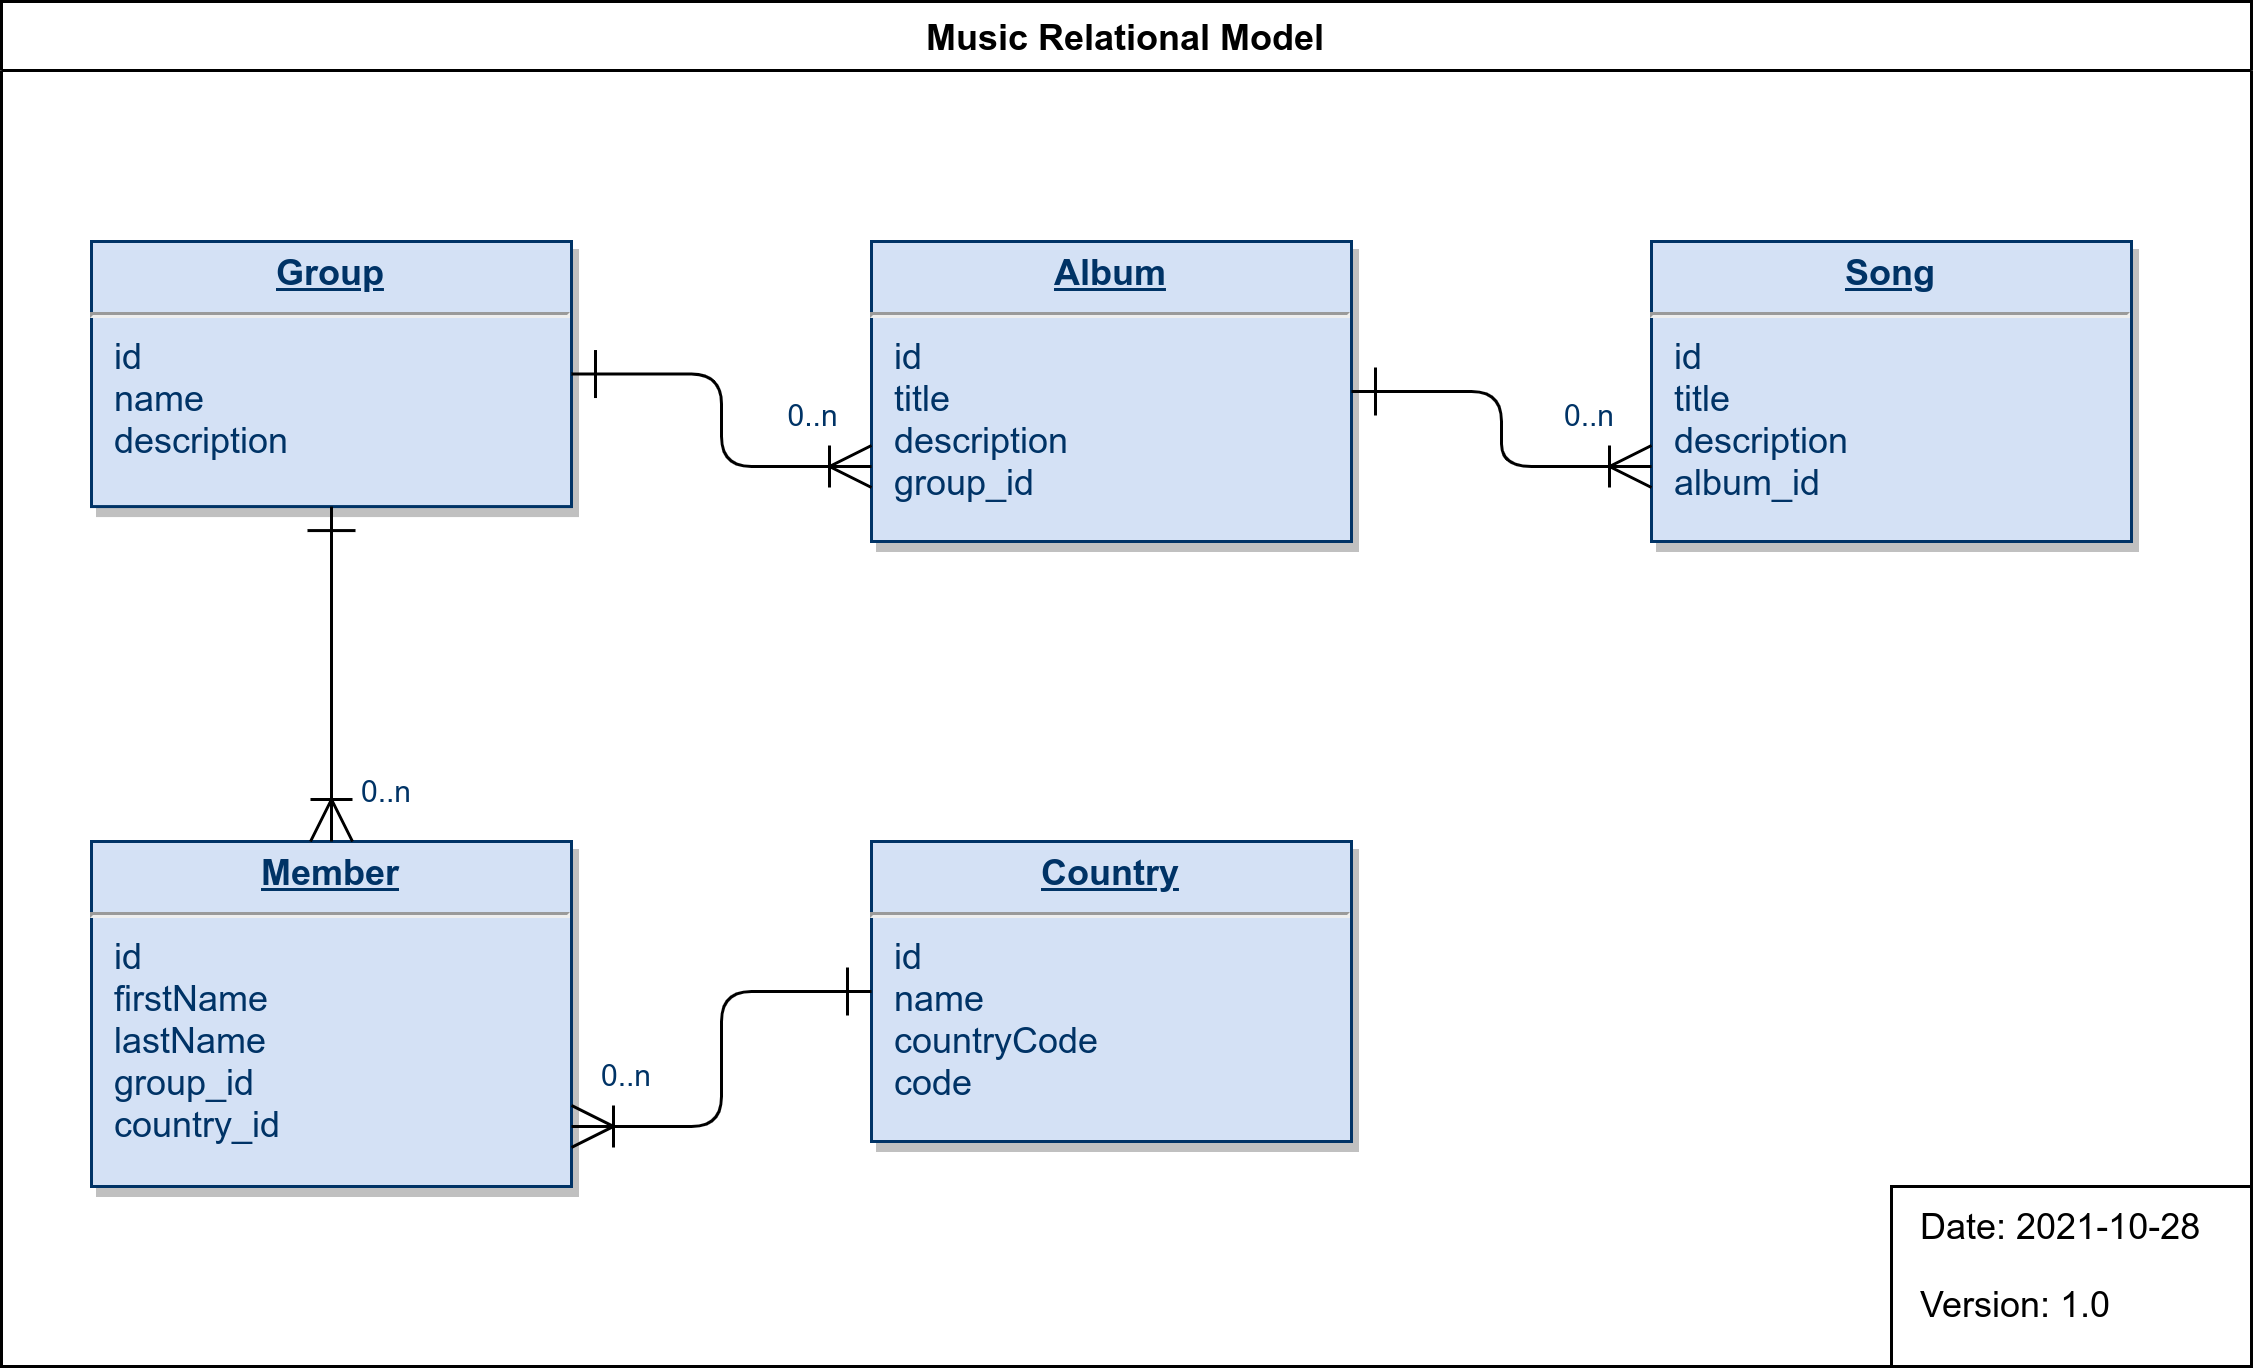 Music Relational Model
Group
id
name
description
Album
id
title
description
group_id
Song
id
title
description
album_id
0..n
0..n
0..n
Member
id
firstName
lastName
group_id
country_id
0..n
Country
id
name
countryCode
code
Date: 2021-10-28
Version: 1.0